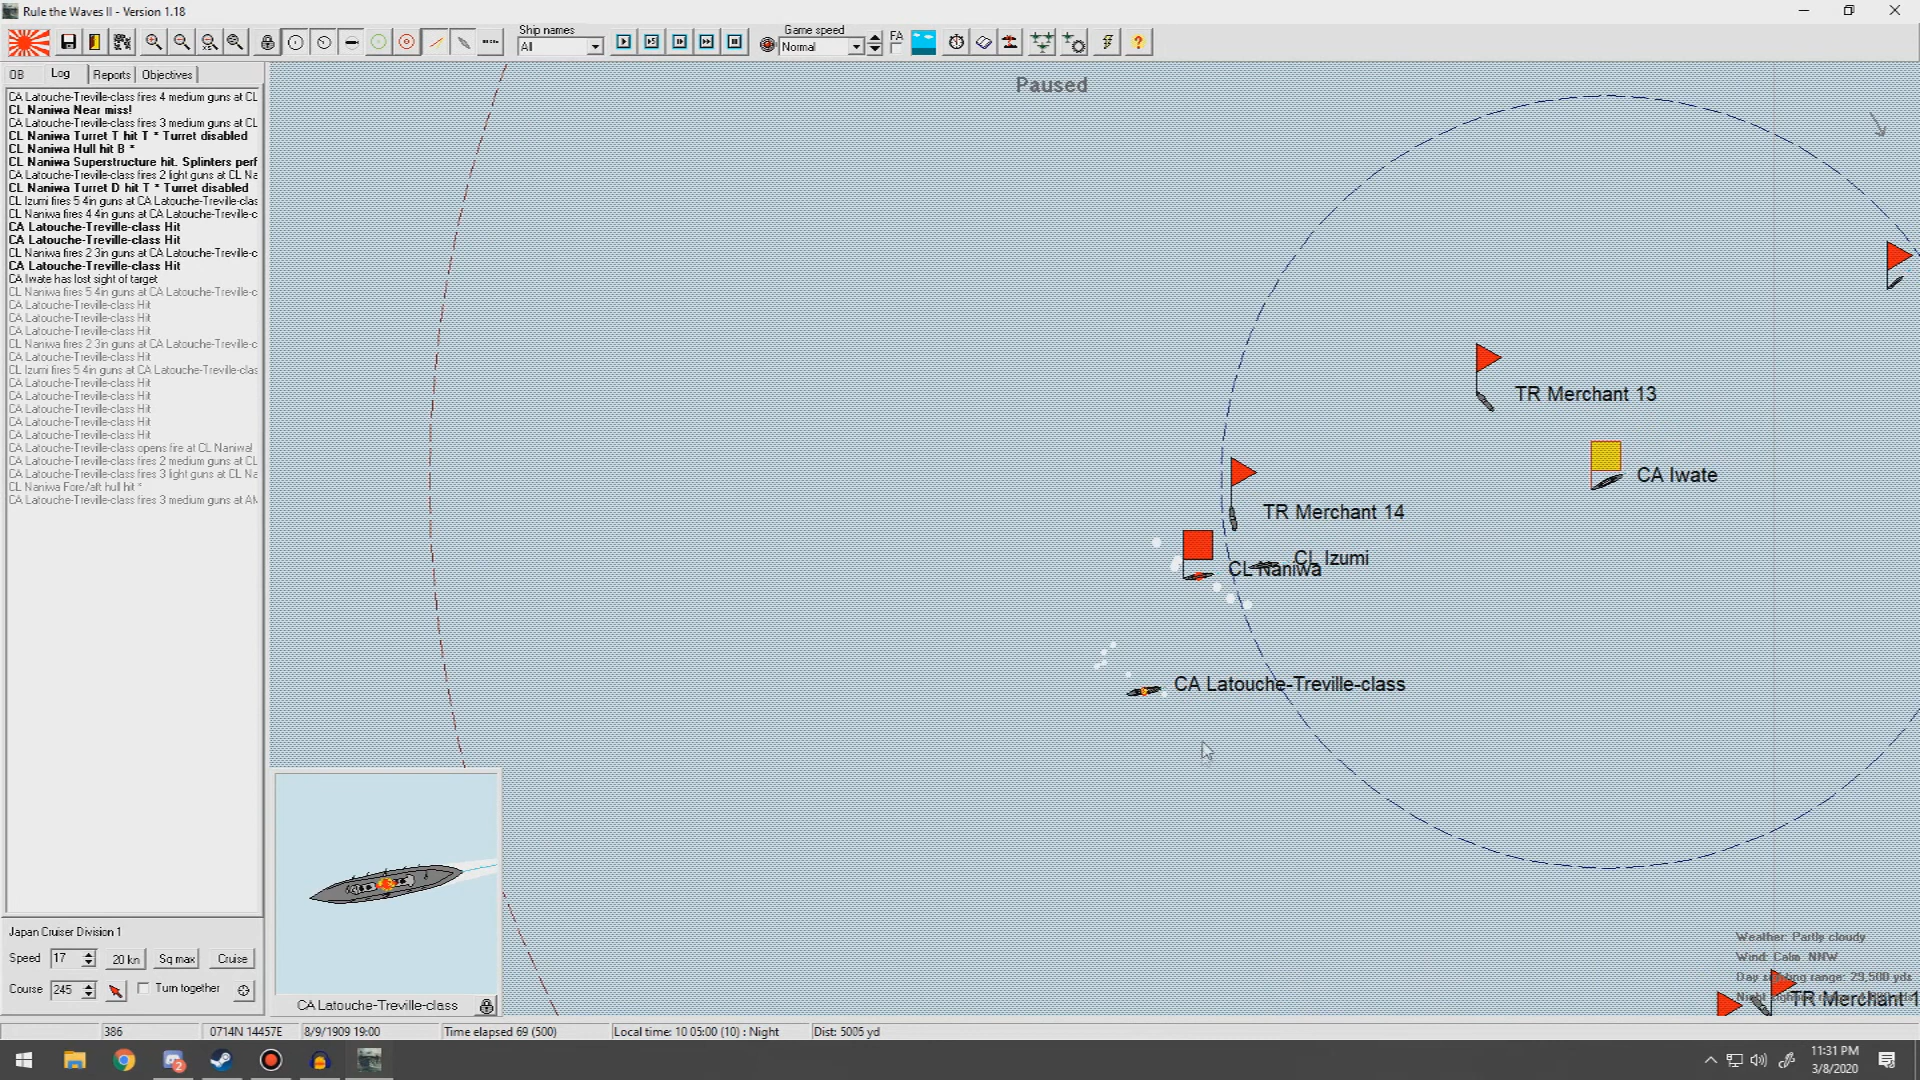 Rule the Waves II - Version 1.18
Ship names
All
Game speed
Normal
FA
OB
Log
Reports
Objectives
CA Latouche-Treville-class fires 4 medium guns at CL
CL Naniwa Near miss!
CA Latouche-Treville-class fires 3 medium guns at CL
CL Naniwa Turret T hit T * Turret disabled
CL Naniwa Hull hit B *
CL Naniwa Superstructure hit. Splinters perf
CA Latouche-Treville-class fires 2 light guns at CL Na
CL Naniwa Turret D hit T * Turret disabled
CL Izumi fires 5 4in guns at CA Latouche-Treville-clas
CL Naniwa fires 4 4in guns at CA Latouche-Treville-c
CA Latouche-Treville-class Hit
CA Latouche-Treville-class Hit
CL Naniwa fires 2 3in guns at CA Latouche-Treville-c
CA Latouche-Treville-class Hit
CA Iwate has lost sight of target
CL Naniwa fires 5 4in guns at CA Latouche-Treville-c
CA Latouche-Treville-class Hit
CA Latouche-Treville-class Hit
CA Latouche-Treville-class Hit
CL Naniwa fires 2 3in guns at CA Latouche-Treville-c
CA Latouche-Treville-class Hit
CL Izumi fires 5 4in guns at CA Latouche-Treville-clas
CA Latouche-Treville-class Hit
CA Latouche-Treville-class Hit
CA Latouche-Treville-class Hit
CA Latouche-Treville-class Hit
CA Latouche-Treville-class Hit
CA Latouche-Treville-class opens fire at CL Naniwa!
CA Latouche-Treville-class fires 2 medium guns at CL
CA Latouche-Treville-class fires 3 light guns at CL Na
CL Naniwa Fore/aft hull hit *
CA Latouche-Treville-class fires 3 medium guns at AM
Paused
TR Merchant 13
CA Iwate
TR Merchant 14
CL Izumi
CL Naniwa
CA Latouche-Treville-class
Weather: Partly cloudy
Wind: Calm NNW
Day sighting range: 29,500 yds
TR Merchant 1
Japan Cruiser Division 1
Speed 17 20 kn Sq max Cruise
Course 245 Turn together
CA Latouche-Treville-class
386
0714N 14457E
8/9/1909 19:00
Time elapsed 69 (500)
Local time: 10 05:00 (10) : Night
Dist: 5005 yd
2
11:31 PM
3/8/2020